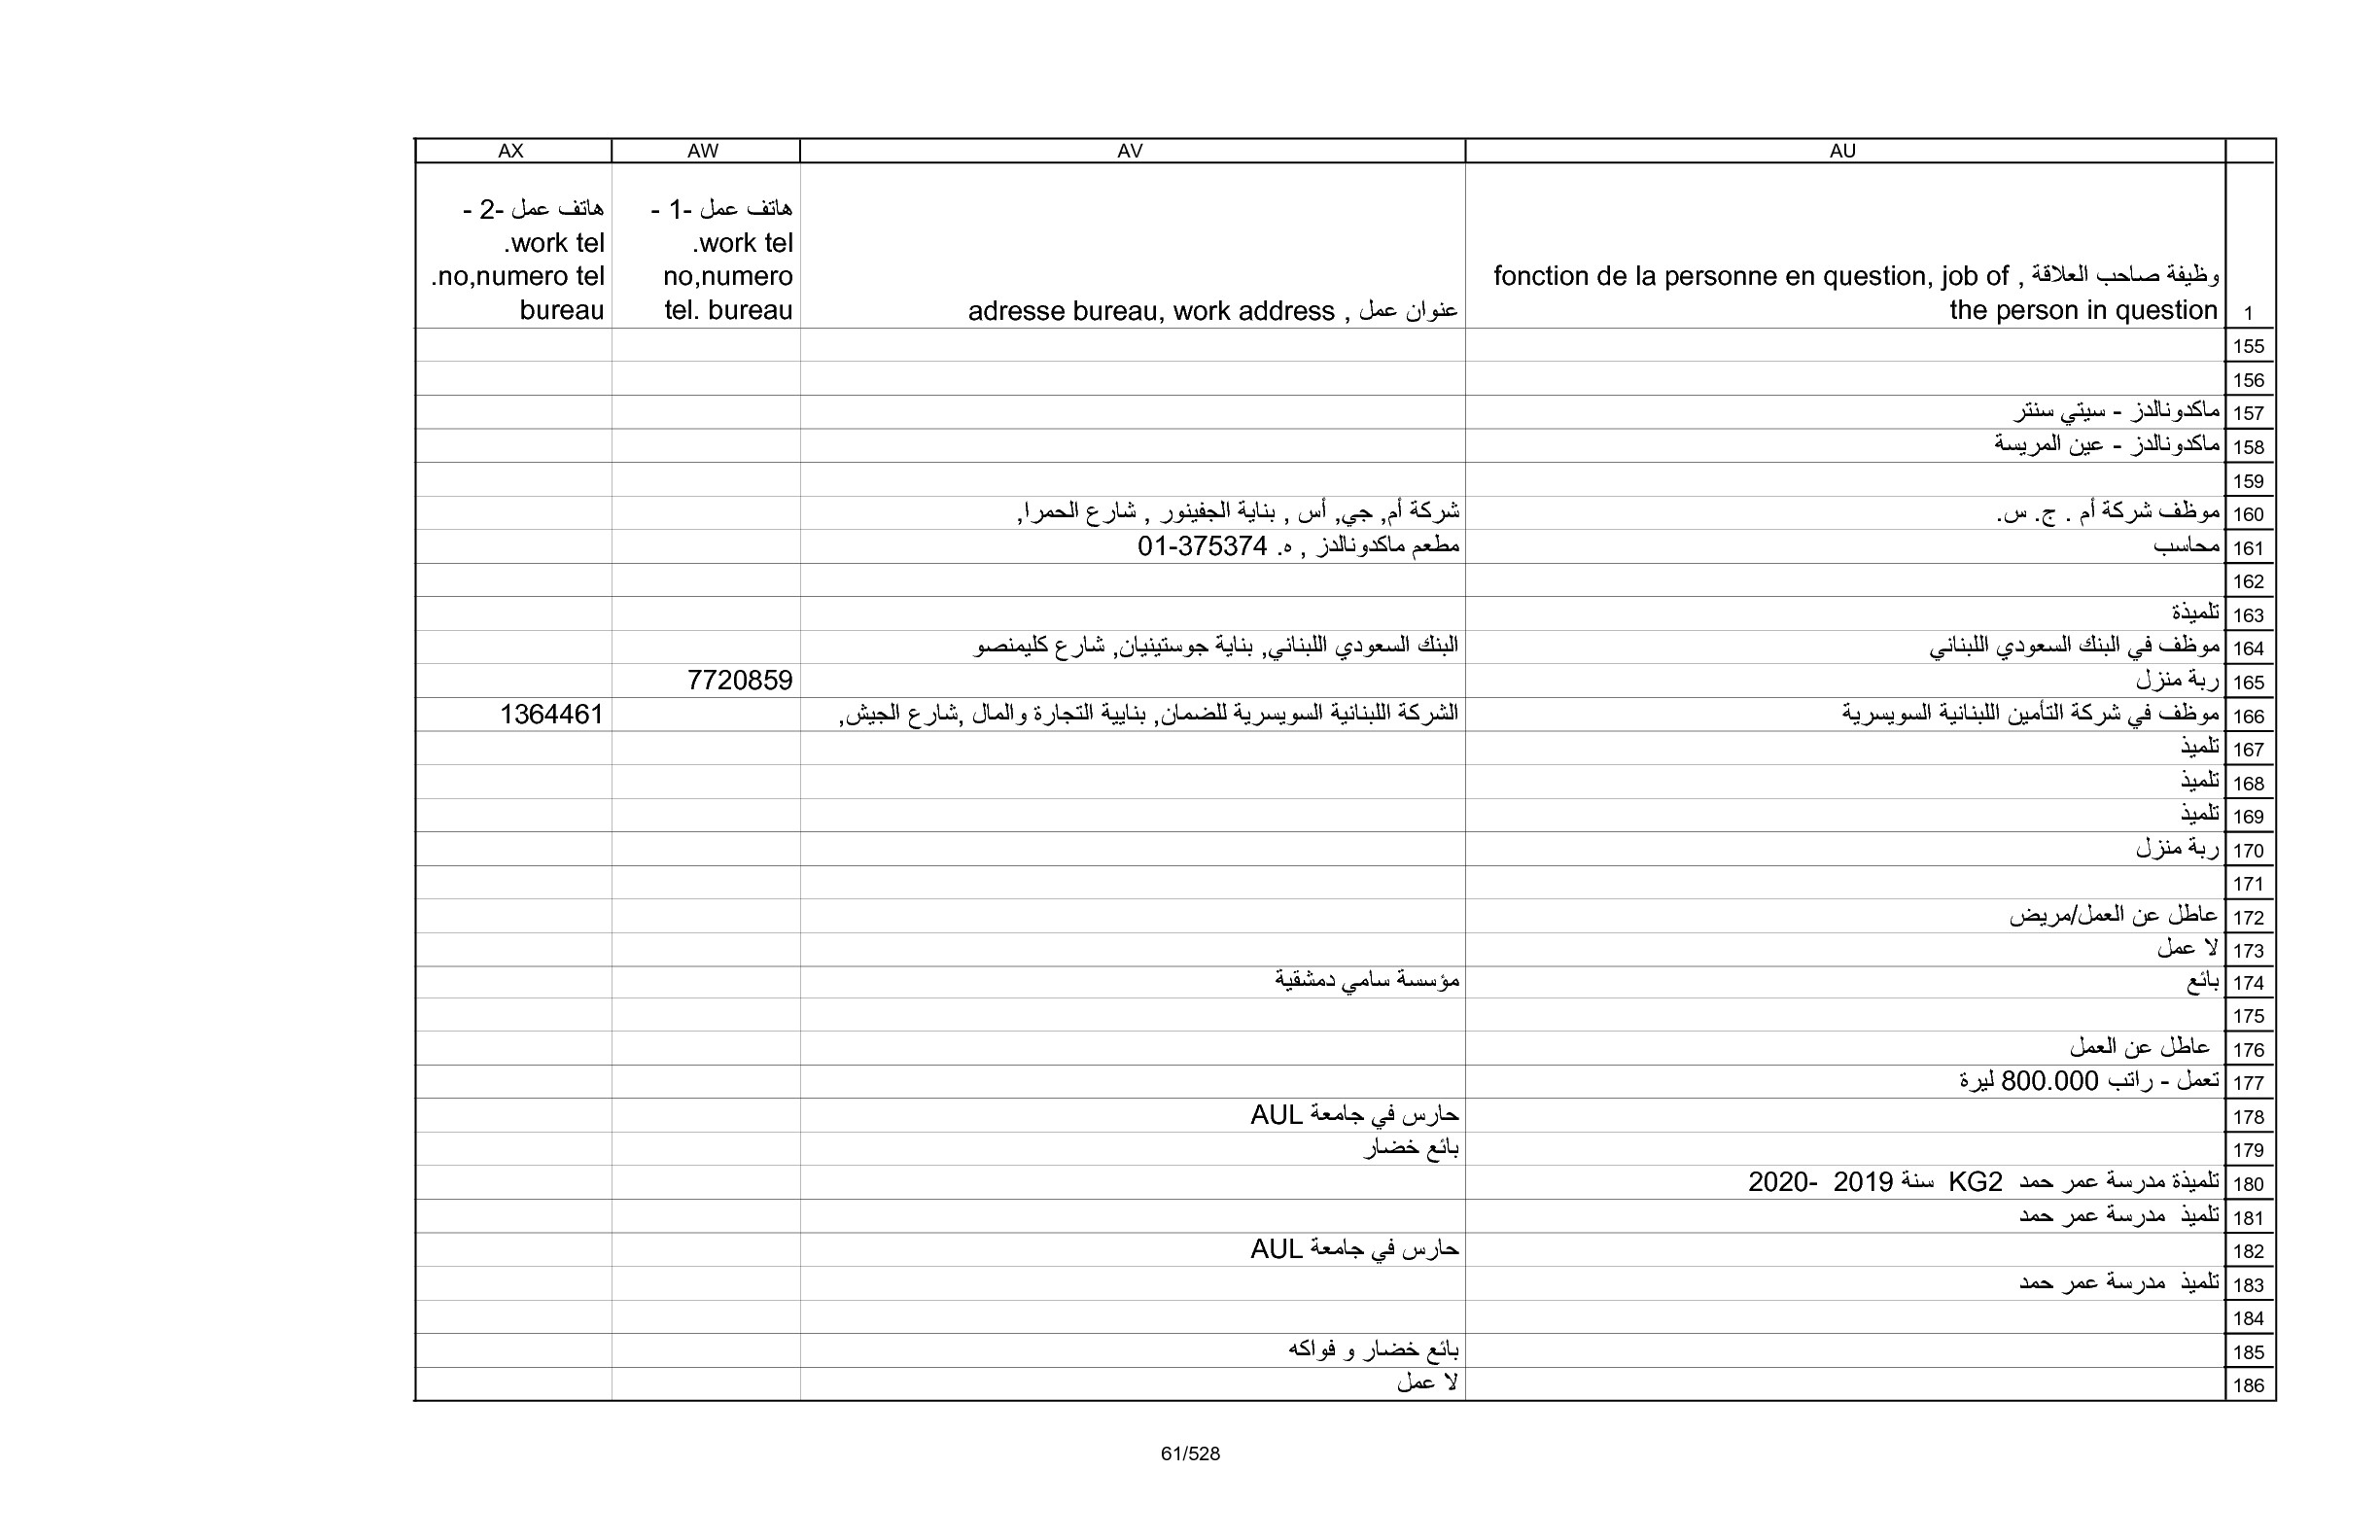 AU AV AW AX
وظيفة صاحب العلاقة , fonction de la personne en question, job of
the person in question
عنوان عمل , adresse bureau, work address
هاتف عمل -1 -
work tel.
no,numero
tel. bureau
هاتف عمل -2 -
work tel.
no,numero tel.
bureau
1
155
156
157 ماكدونالدز - سيتي سنتر
158 ماكدونالدز - عين المريسة
159
160 موظف شركة أم . ج. س. شركة أم, جي, أس , بناية الجفينور , شارع الحمرا,
161 محاسب مطعم ماكدونالدز , ه. 01-375374
162
163 تلميذة
164 موظف في البنك السعودي اللبناني البنك السعودي اللبناني, بناية جوستينيان, شارع كليمنصو
165 ربة منزل 7720859
166 موظف في شركة التأمين اللبنانية السويسرية الشركة اللبنانية السويسرية للضمان, بنايية التجارة والمال ,شارع الجيش, 1364461
167 تلميذ
168 تلميذ
169 تلميذ
170 ربة منزل
171
172 عاطل عن العمل/مريض
173 لا عمل
174 بائع مؤسسة سامي دمشقية
175
176 عاطل عن العمل
177 تعمل - راتب 800.000 ليرة
178 حارس في جامعة AUL
179 بائع خضار
180 تلميذة مدرسة عمر حمد KG2 سنة 2019 -2020
181 تلميذ مدرسة عمر حمد
182 حارس في جامعة AUL
183 تلميذ مدرسة عمر حمد
184
185 بائع خضار و فواكه
186 لا عمل
61/528